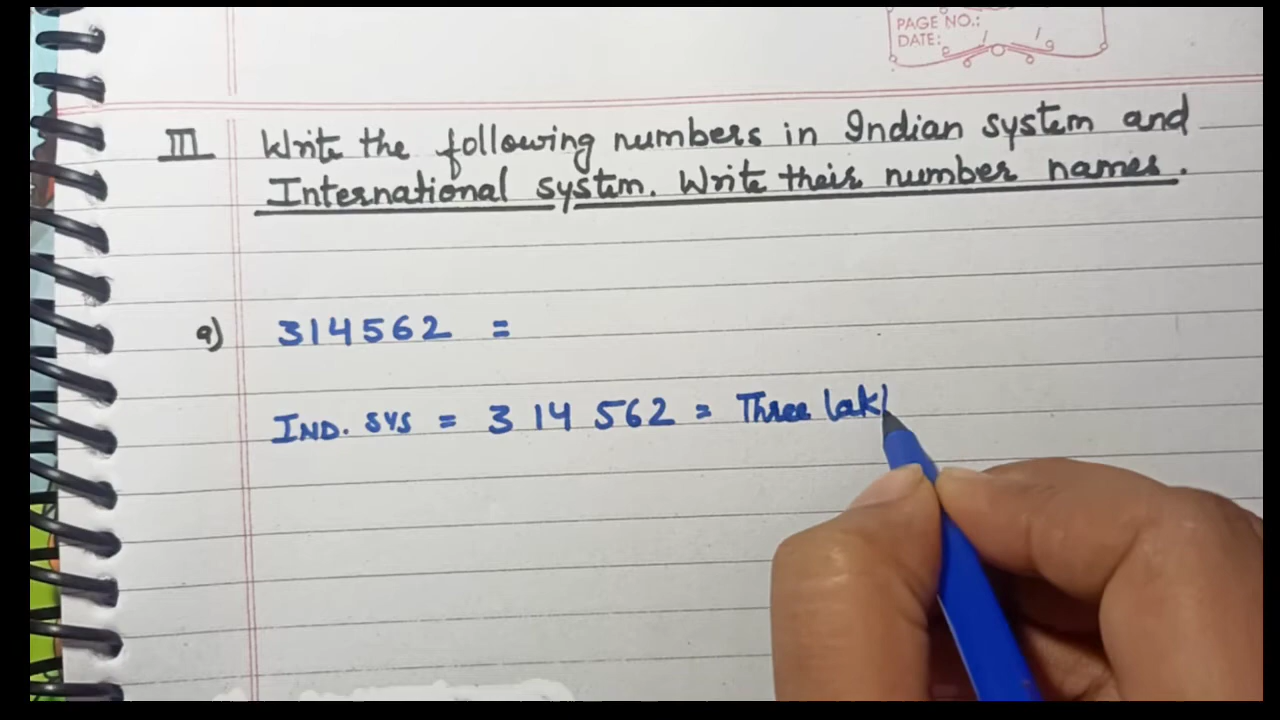 PAGE NO.:
DATE:
III Write the following numbers in Indian system and
International system. Write their number names.
a) 314562 =
IND. SYS = 3 14 562 = Three lakh